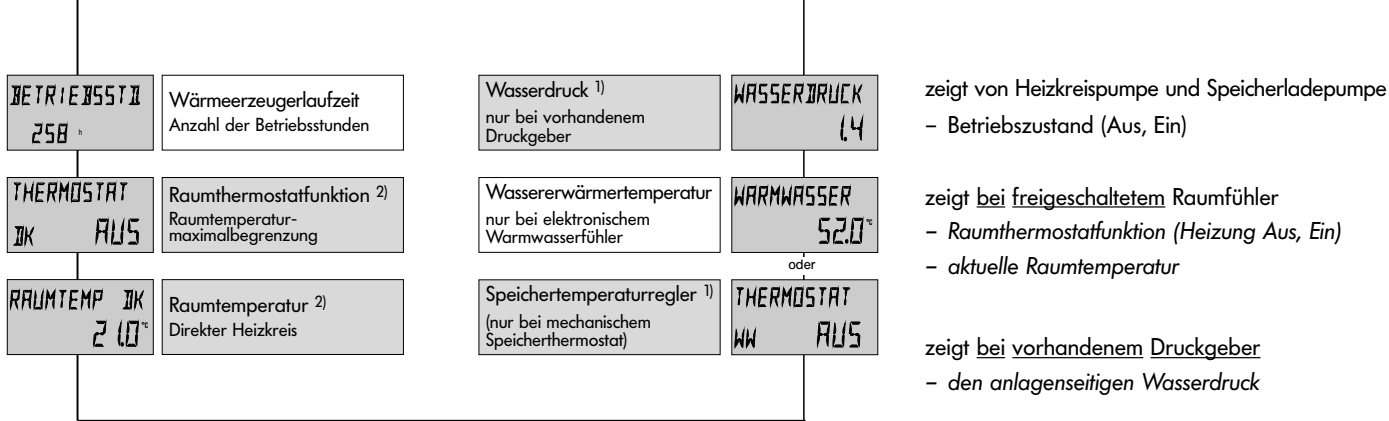 BETRIEBSSTD
258 h
Wärmeerzeugerlaufzeit
Anzahl der Betriebsstunden
THERMOSTAT
DK AUS
Raumthermostatfunktion 2)
Raumtemperatur-
maximalbegrenzung
RAUMTEMP DK
21.0 °C
Raumtemperatur 2)
Direkter Heizkreis
Wasserdruck 1)
nur bei vorhandenem
Druckgeber
WASSERDRUCK
1.4
Wassererwärmertemperatur
nur bei elektronischem
Warmwasserfühler
WARMWASSER
52.0 °C
oder
Speichertemperaturregler 1)
(nur bei mechanischem
Speicherthermostat)
THERMOSTAT
WW AUS
zeigt von Heizkreispumpe und Speicherladepumpe
– Betriebszustand (Aus, Ein)
zeigt bei freigeschaltetem Raumfühler
– Raumthermostatfunktion (Heizung Aus, Ein)
– aktuelle Raumtemperatur
zeigt bei vorhandenem Druckgeber
– den anlagenseitigen Wasserdruck